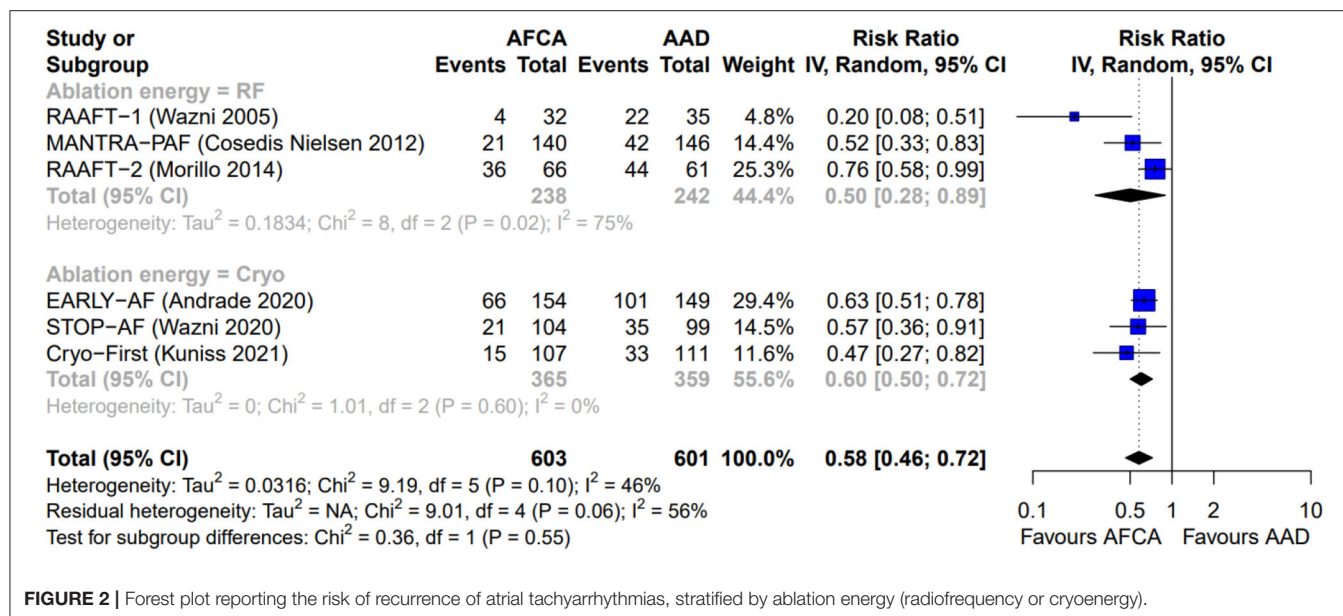 Study or AFCA AAD Risk Ratio Risk Ratio
Subgroup Events Total Events Total Weight IV, Random, 95% CI IV, Random, 95% CI
Ablation energy = RF
RAAFT−1 (Wazni 2005) 4 32 22 35 4.8% 0.20 [0.08; 0.51]
MANTRA−PAF (Cosedis Nielsen 2012) 21 140 42 146 14.4% 0.52 [0.33; 0.83]
RAAFT−2 (Morillo 2014) 36 66 44 61 25.3% 0.76 [0.58; 0.99]
Total (95% CI) 238 242 44.4% 0.50 [0.28; 0.89]
Heterogeneity: Tau² = 0.1834; Chi² = 8, df = 2 (P = 0.02); I² = 75%
Ablation energy = Cryo
EARLY−AF (Andrade 2020) 66 154 101 149 29.4% 0.63 [0.51; 0.78]
STOP−AF (Wazni 2020) 21 104 35 99 14.5% 0.57 [0.36; 0.91]
Cryo−First (Kuniss 2021) 15 107 33 111 11.6% 0.47 [0.27; 0.82]
Total (95% CI) 365 359 55.6% 0.60 [0.50; 0.72]
Heterogeneity: Tau² = 0; Chi² = 1.01, df = 2 (P = 0.60); I² = 0%
Total (95% CI) 603 601 100.0% 0.58 [0.46; 0.72]
Heterogeneity: Tau² = 0.0316; Chi² = 9.19, df = 5 (P = 0.10); I² = 46%
Residual heterogeneity: Tau² = NA; Chi² = 9.01, df = 4 (P = 0.06); I² = 56%
0.1 0.5 1 2 10
Test for subgroup differences: Chi² = 0.36, df = 1 (P = 0.55)
Favours AFCA Favours AAD
FIGURE 2 | Forest plot reporting the risk of recurrence of atrial tachyarrhythmias, stratified by ablation energy (radiofrequency or cryoenergy).